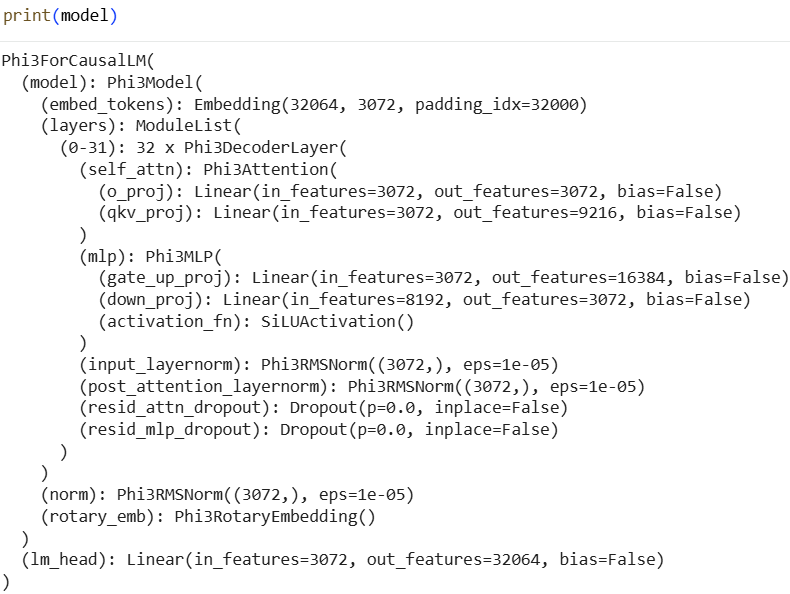 print(model)
Phi3ForCausalLM(
  (model): Phi3Model(
    (embed_tokens): Embedding(32064, 3072, padding_idx=32000)
    (layers): ModuleList(
      (0-31): 32 x Phi3DecoderLayer(
        (self_attn): Phi3Attention(
          (o_proj): Linear(in_features=3072, out_features=3072, bias=False)
          (qkv_proj): Linear(in_features=3072, out_features=9216, bias=False)
        )
        (mlp): Phi3MLP(
          (gate_up_proj): Linear(in_features=3072, out_features=16384, bias=False)
          (down_proj): Linear(in_features=8192, out_features=3072, bias=False)
          (activation_fn): SiLUActivation()
        )
        (input_layernorm): Phi3RMSNorm((3072,), eps=1e-05)
        (post_attention_layernorm): Phi3RMSNorm((3072,), eps=1e-05)
        (resid_attn_dropout): Dropout(p=0.0, inplace=False)
        (resid_mlp_dropout): Dropout(p=0.0, inplace=False)
      )
    )
    (norm): Phi3RMSNorm((3072,), eps=1e-05)
    (rotary_emb): Phi3RotaryEmbedding()
  )
  (lm_head): Linear(in_features=3072, out_features=32064, bias=False)
)